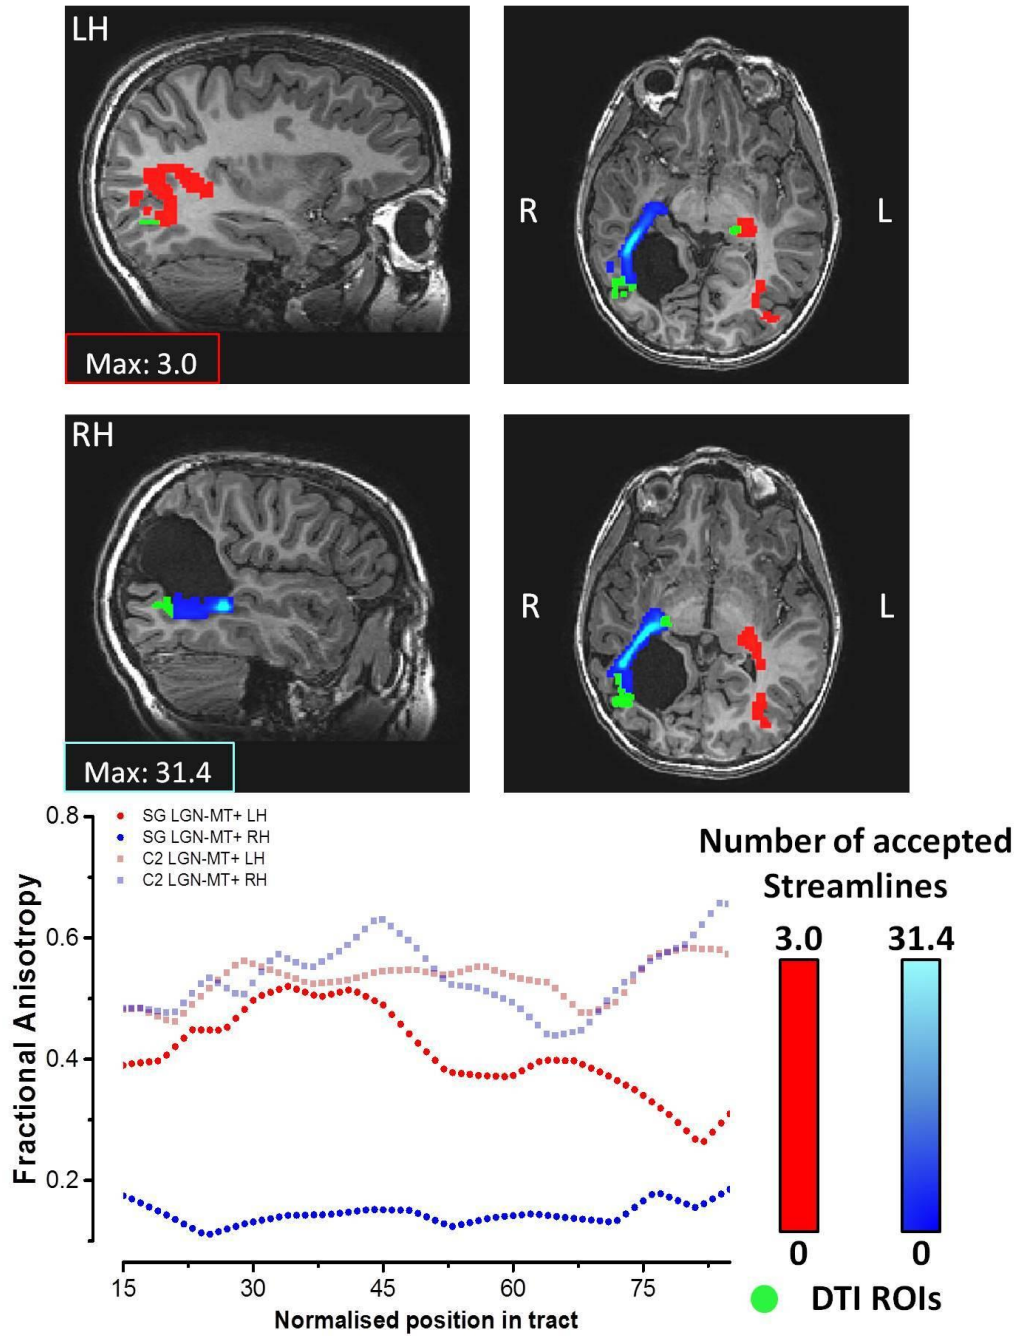 LH
R
L
Max: 3.0
RH
R
L
Max: 31.4
0.8
0.6
0.4
0.2
Fractional Anisotropy
SG LGN-MT+ LH
SG LGN-MT+ RH
C2 LGN-MT+ LH
C2 LGN-MT+ RH
15 30 45 60 75
Normalised position in tract
Number of accepted
Streamlines
3.0 31.4
0 0
DTI ROIs